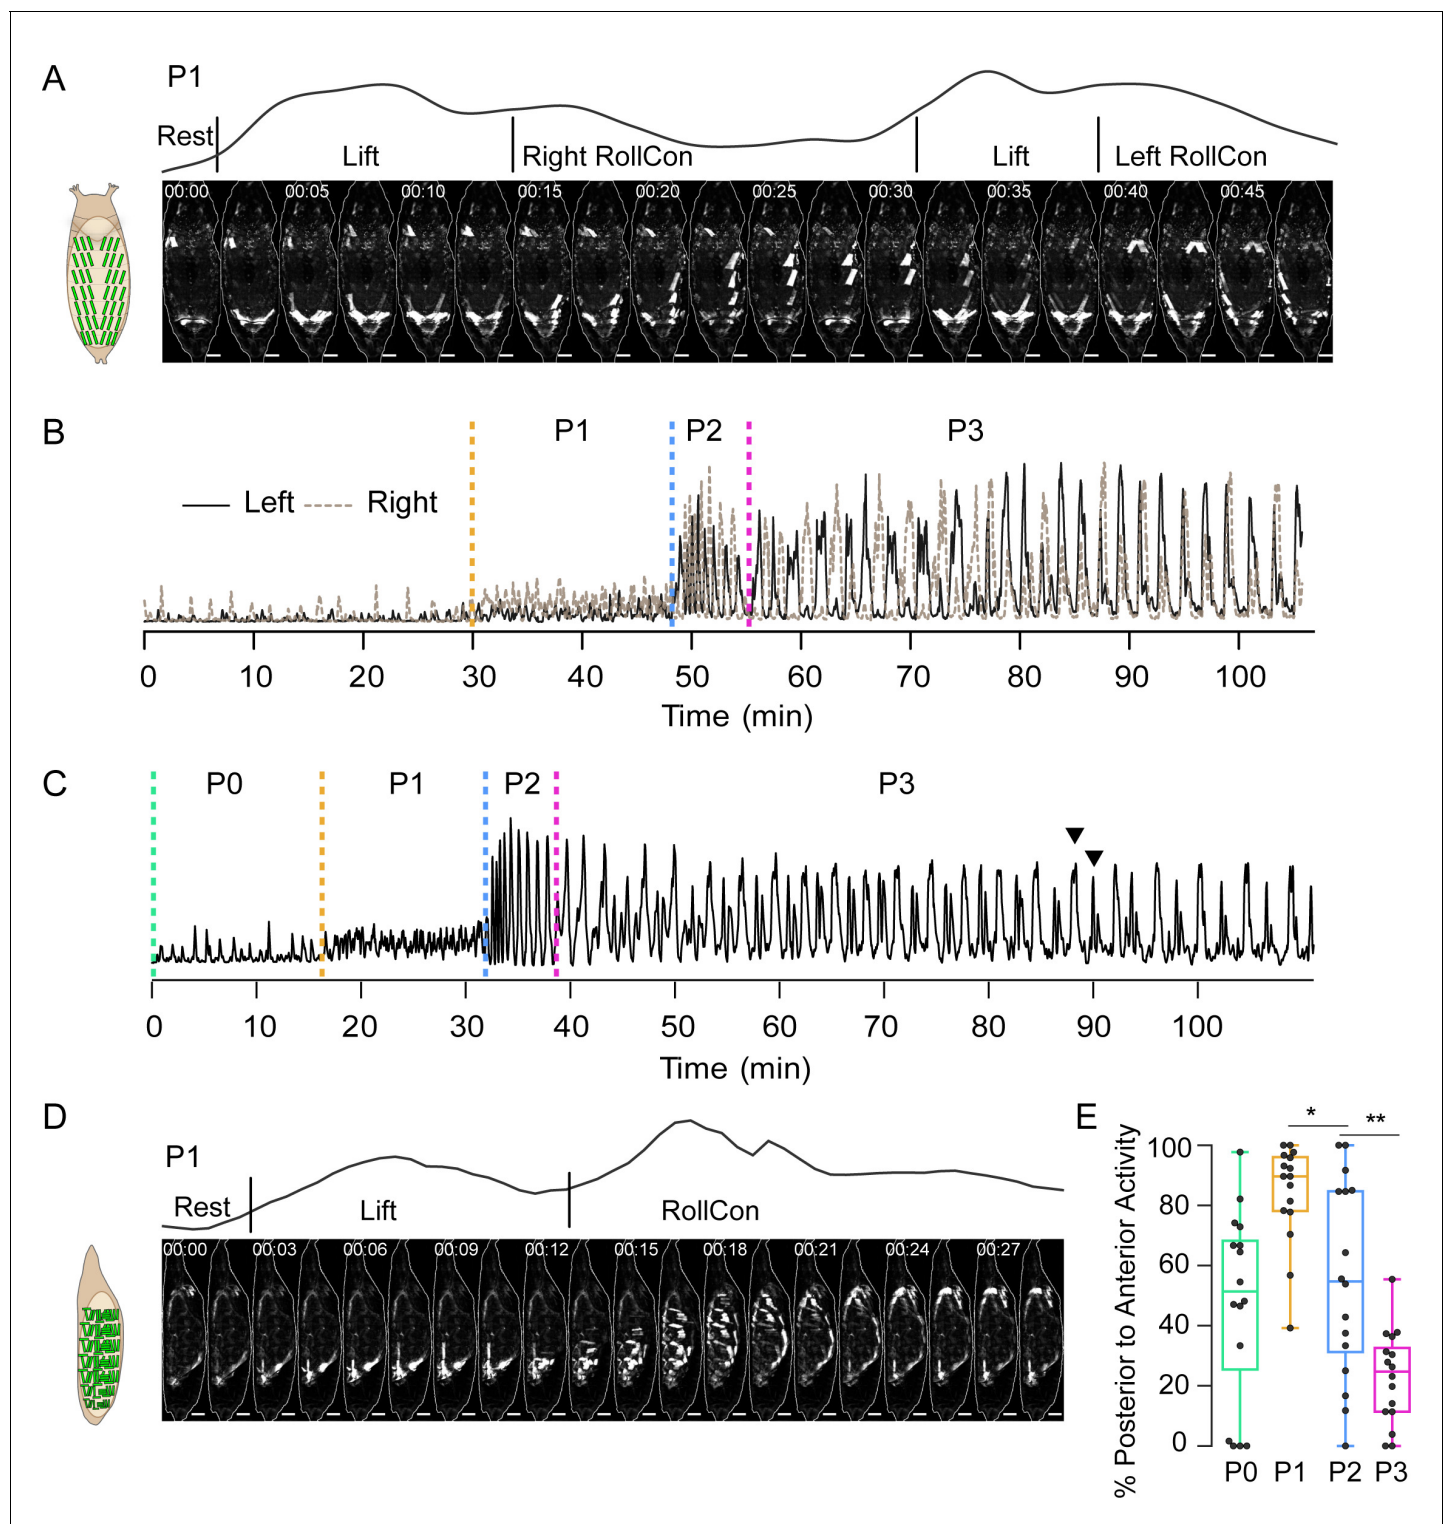 A
P1
Rest
Lift
Right RollCon
Lift
Left RollCon
00:00 00:05 00:10 00:15 00:20 00:25 00:30 00:35 00:40 00:45
B
P1 P2 P3
Left Right
0 10 20 30 40 50 60 70 80 90 100
Time (min)
C
P0 P1 P2 P3
0 10 20 30 40 50 60 70 80 90 100
Time (min)
D
P1
Rest
Lift
RollCon
00:00 00:03 00:06 00:09 00:12 00:15 00:18 00:21 00:24 00:27
E
% Posterior to Anterior Activity
* **
100
80
60
40
20
0
P0 P1 P2 P3